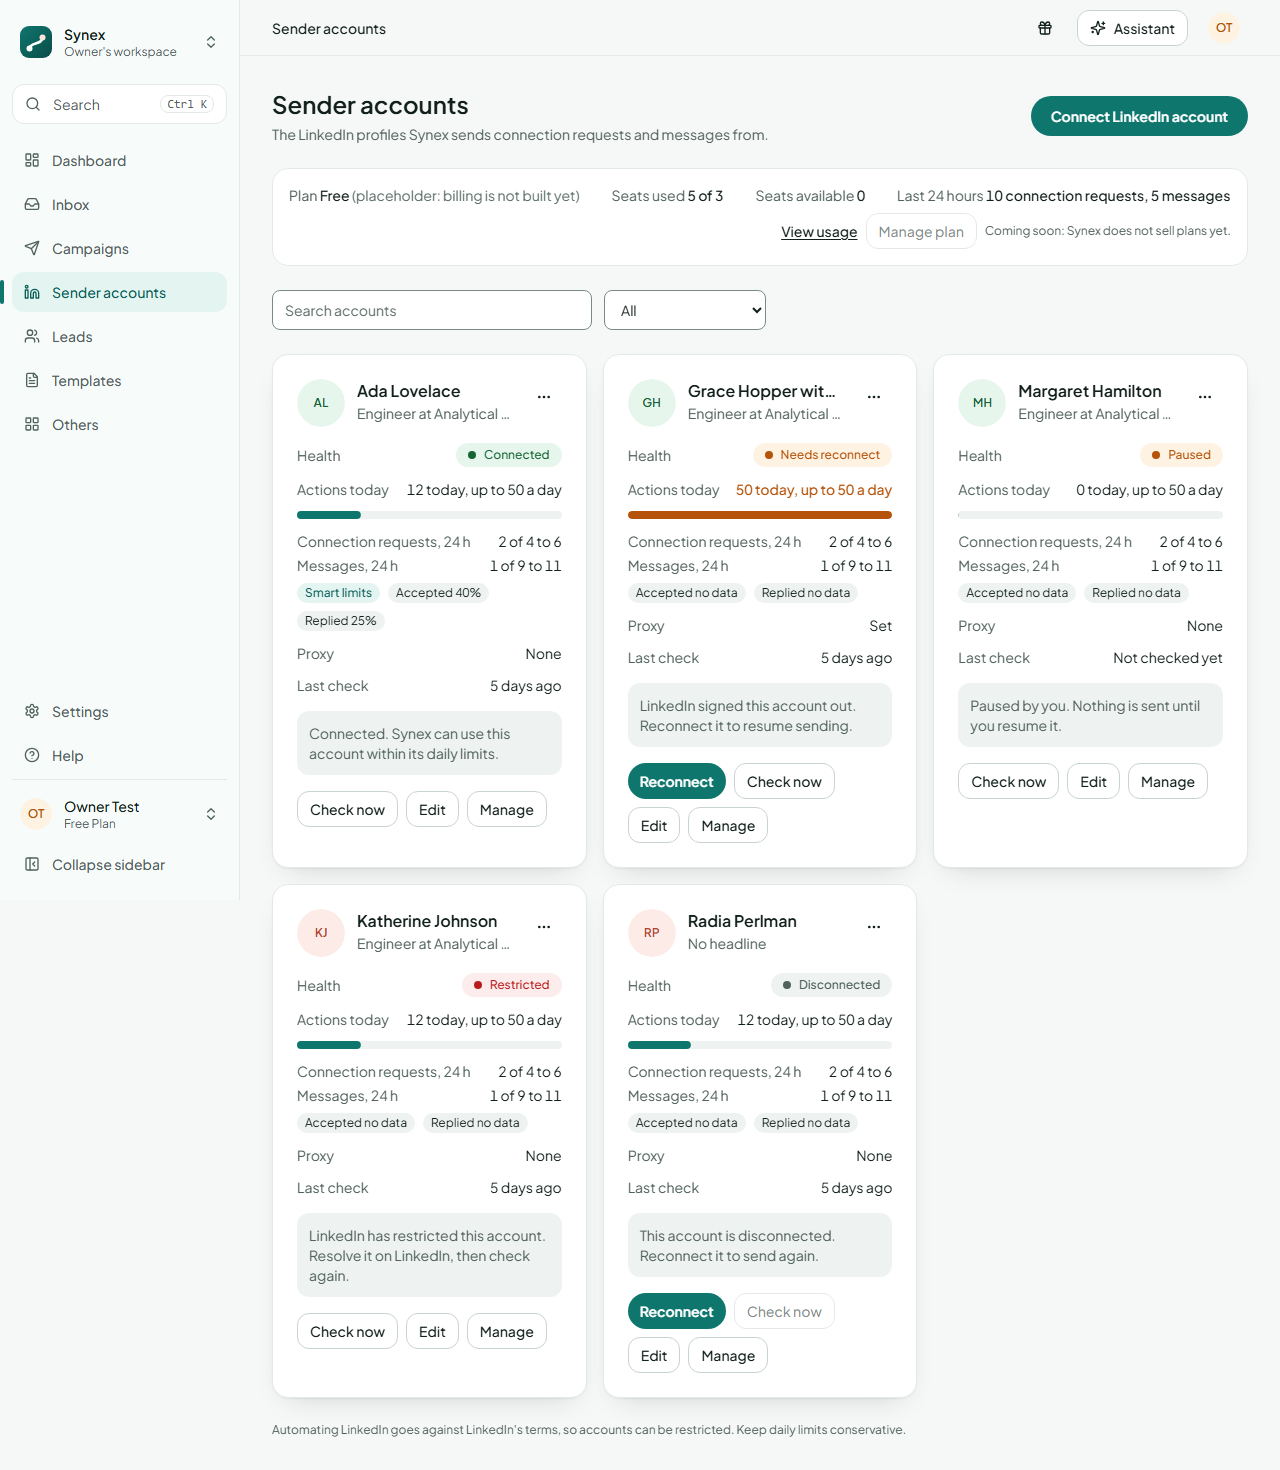 Synex
Owner's workspace
Search
Ctrl K
Dashboard
Inbox
Campaigns
Sender accounts
Leads
Templates
Others
Settings
Help
OT
Owner Test
Free Plan
Collapse sidebar
Sender accounts
Assistant
OT
Sender accounts
The LinkedIn profiles Synex sends connection requests and messages from.
Connect LinkedIn account
Plan Free (placeholder: billing is not built yet)
Seats used 5 of 3
Seats available 0
Last 24 hours 10 connection requests, 5 messages
View usage
Manage plan
Coming soon: Synex does not sell plans yet.
Search accounts
All
AL
Ada Lovelace
Engineer at Analytical ...
Health
Connected
Actions today
12 today, up to 50 a day
Connection requests, 24 h
2 of 4 to 6
Messages, 24 h
1 of 9 to 11
Smart limits
Accepted 40%
Replied 25%
Proxy
None
Last check
5 days ago
Connected. Synex can use this
account within its daily limits.
Check now
Edit
Manage
GH
Grace Hopper wit...
Engineer at Analytical ...
Health
Needs reconnect
Actions today
50 today, up to 50 a day
Connection requests, 24 h
2 of 4 to 6
Messages, 24 h
1 of 9 to 11
Accepted no data
Replied no data
Proxy
Set
Last check
5 days ago
LinkedIn signed this account out.
Reconnect it to resume sending.
Reconnect
Check now
Edit
Manage
MH
Margaret Hamilton
Engineer at Analytical ...
Health
Paused
Actions today
0 today, up to 50 a day
Connection requests, 24 h
2 of 4 to 6
Messages, 24 h
1 of 9 to 11
Accepted no data
Replied no data
Proxy
None
Last check
Not checked yet
Paused by you. Nothing is sent until
you resume it.
Check now
Edit
Manage
KJ
Katherine Johnson
Engineer at Analytical ...
Health
Restricted
Actions today
12 today, up to 50 a day
Connection requests, 24 h
2 of 4 to 6
Messages, 24 h
1 of 9 to 11
Accepted no data
Replied no data
Proxy
None
Last check
5 days ago
LinkedIn has restricted this account.
Resolve it on LinkedIn, then check
again.
Check now
Edit
Manage
RP
Radia Perlman
No headline
Health
Disconnected
Actions today
12 today, up to 50 a day
Connection requests, 24 h
2 of 4 to 6
Messages, 24 h
1 of 9 to 11
Accepted no data
Replied no data
Proxy
None
Last check
5 days ago
This account is disconnected.
Reconnect it to send again.
Reconnect
Check now
Edit
Manage
Automating LinkedIn goes against LinkedIn's terms, so accounts can be restricted. Keep daily limits conservative.